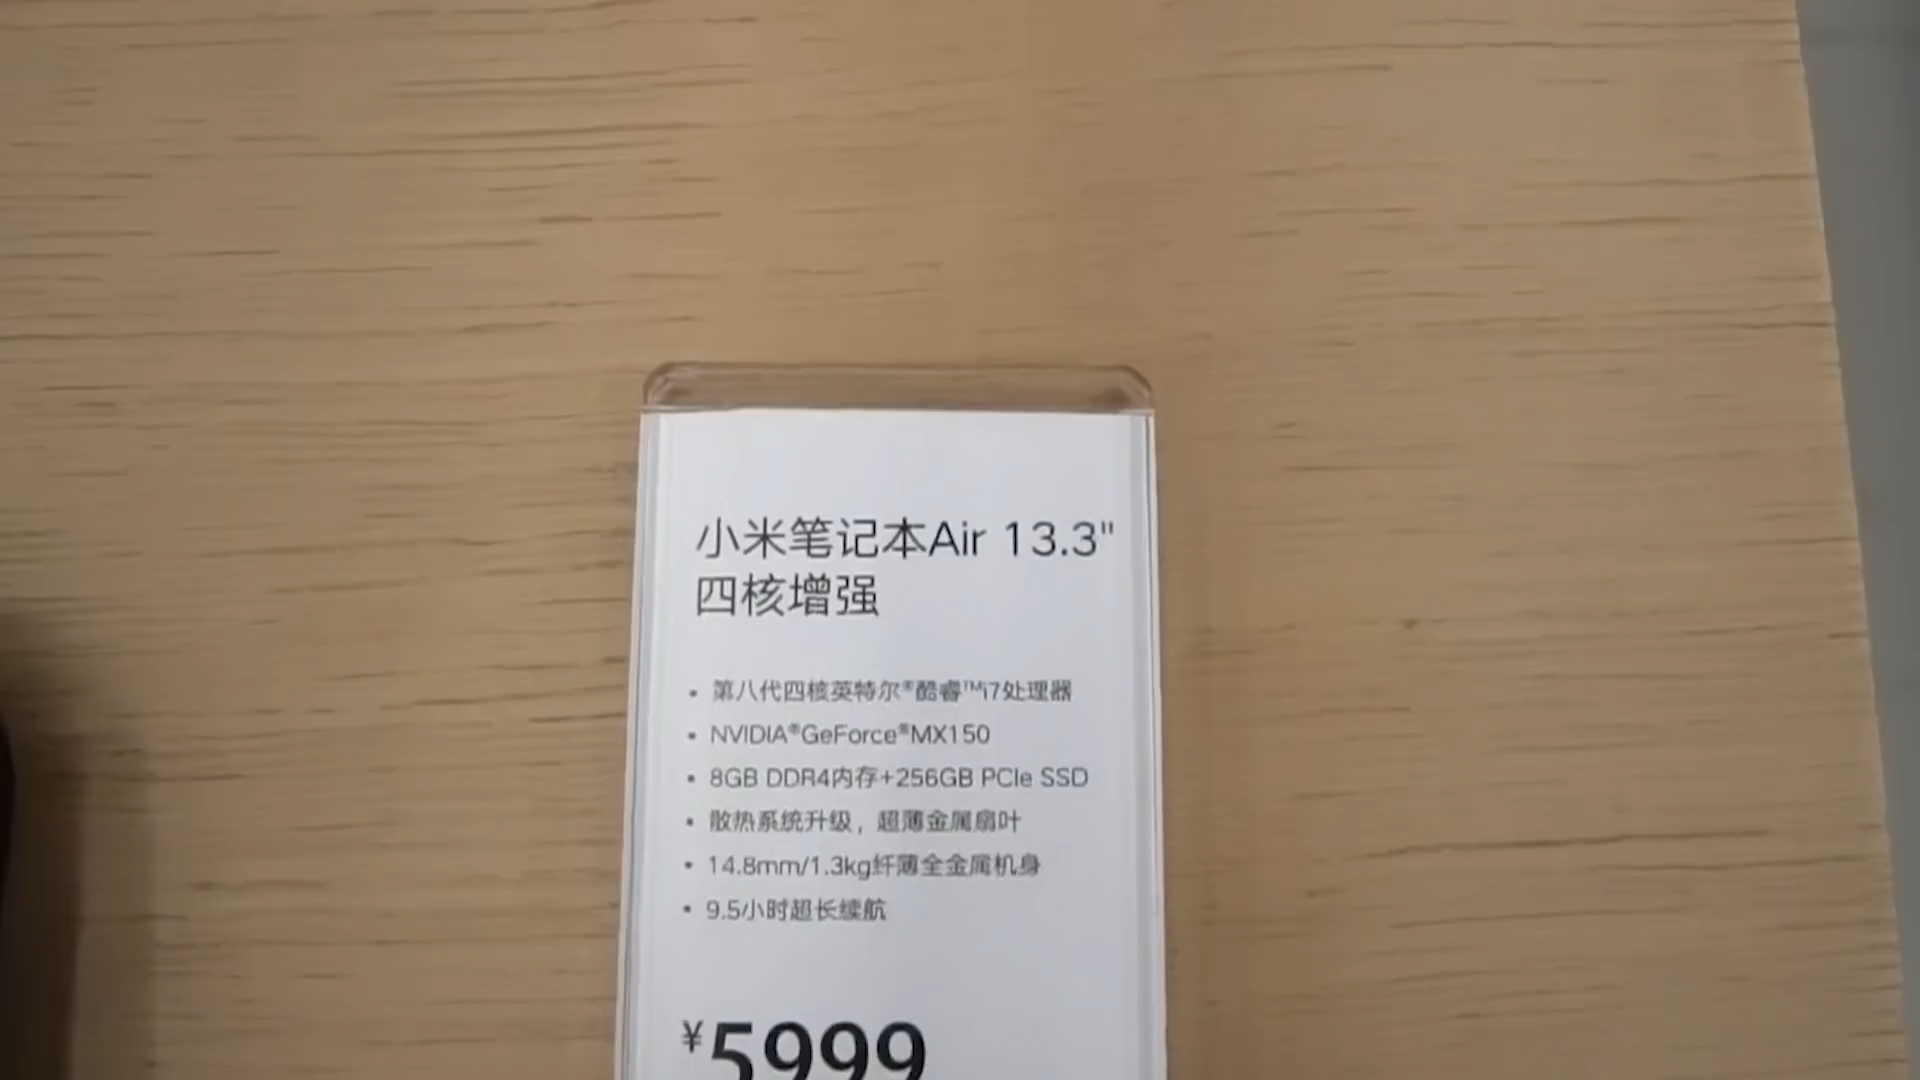 小米笔记本Air 13.3"
四核增强
• 第八代四核英特尔®酷睿™i7处理器
• NVIDIA®GeForce®MX150
• 8GB DDR4内存+256GB PCIe SSD
• 散热系统升级，超薄金属扇叶
• 14.8mm/1.3kg纤薄全金属机身
• 9.5小时超长续航
¥5999